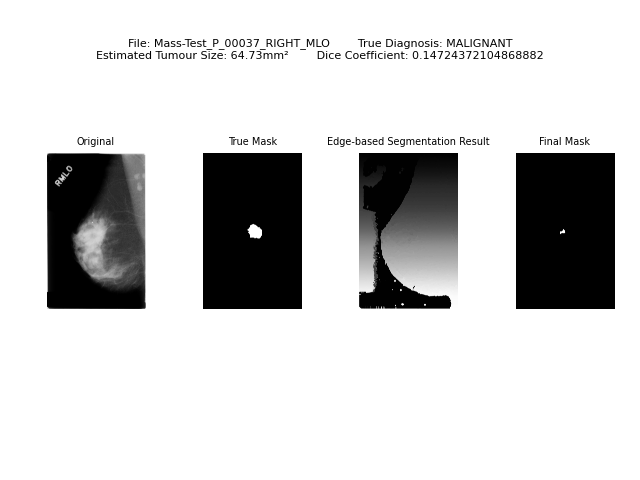 File: Mass-Test_P_00037_RIGHT_MLO True Diagnosis: MALIGNANT
Estimated Tumour Size: 64.73mm² Dice Coefficient: 0.14724372104868882
Original
True Mask
Edge-based Segmentation Result
Final Mask
RMLO